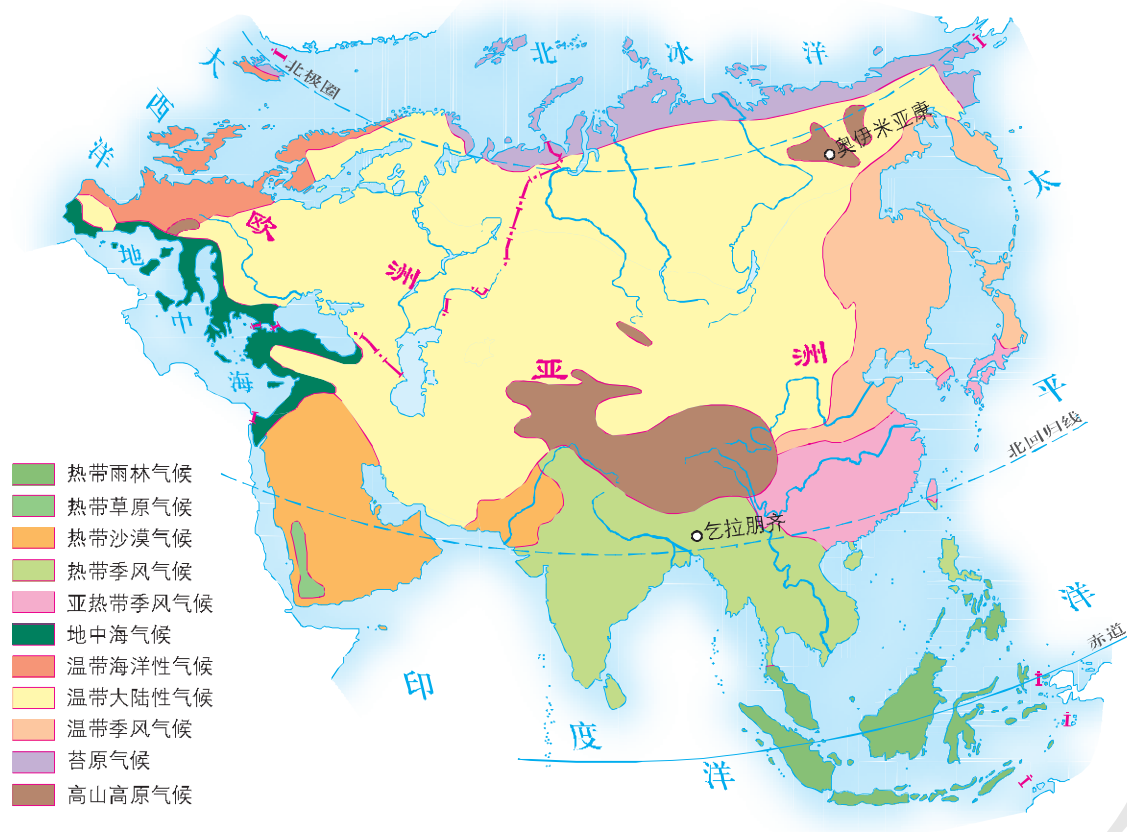 大西洋
北冰洋
北极圈
奥伊米亚康
太平洋
欧洲
地中海
亚洲
北回归线
乞拉朋齐
热带雨林气候
热带草原气候
热带沙漠气候
热带季风气候
亚热带季风气候
地中海气候
温带海洋性气候
温带大陆性气候
温带季风气候
苔原气候
高山高原气候
赤道
印度洋